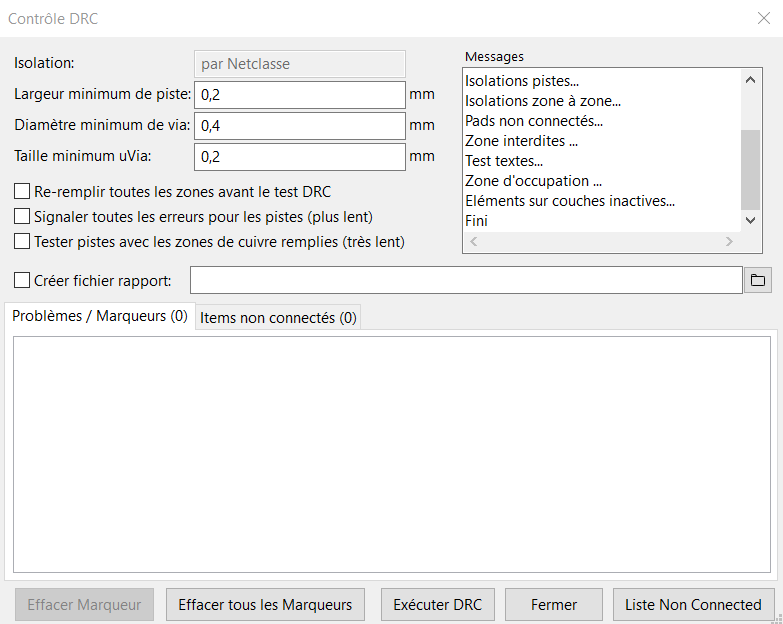 Contrôle DRC
Isolation:
par Netclasse
Largeur minimum de piste:
0,2
mm
Diamètre minimum de via:
0,4
mm
Taille minimum uVia:
0,2
mm
Re-remplir toutes les zones avant le test DRC
Signaler toutes les erreurs pour les pistes (plus lent)
Tester pistes avec les zones de cuivre remplies (très lent)
Messages
Isolations pistes...
Isolations zone à zone...
Pads non connectés...
Zone interdites ...
Test textes...
Zone d'occupation ...
Eléments sur couches inactives...
Fini
Créer fichier rapport:
Problèmes / Marqueurs (0)
Items non connectés (0)
Effacer Marqueur
Effacer tous les Marqueurs
Exécuter DRC
Fermer
Liste Non Connected